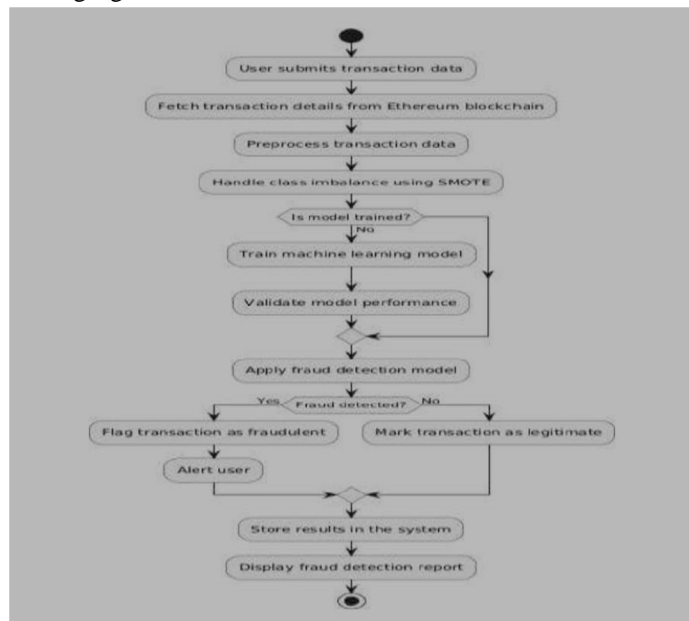 User submits transaction data
Fetch transaction details from Ethereum blockchain
Preprocess transaction data
Handle class imbalance using SMOTE
Is model trained?
No
Train machine learning model
Validate model performance
Apply fraud detection model
Yes
Fraud detected?
No
Flag transaction as fraudulent
Mark transaction as legitimate
Alert user
Store results in the system
Display fraud detection report